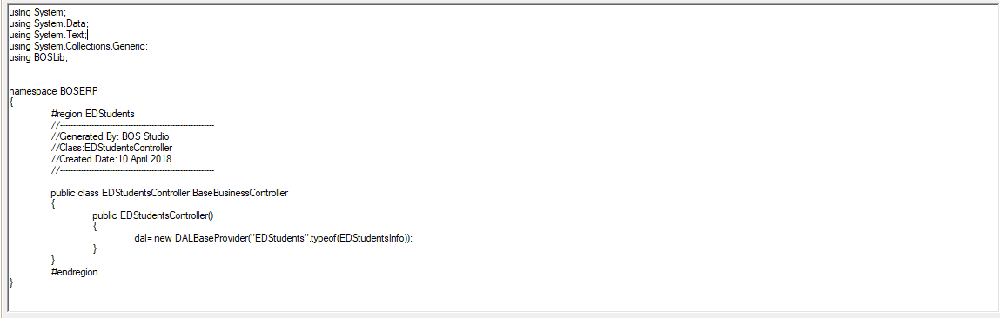 using System;
using System.Data;
using System.Text;
using System.Collections.Generic;
using BOSLib;
namespace BOSERP
{
#region EDStudents
//-----------------------------------------------------------
//Generated By: BOS Studio
//Class:EDStudentsController
//Created Date:10 April 2018
//-----------------------------------------------------------
public class EDStudentsController:BaseBusinessController
{
public EDStudentsController()
{
dal= new DALBaseProvider("EDStudents",typeof(EDStudentsInfo));
}
}
#endregion
}